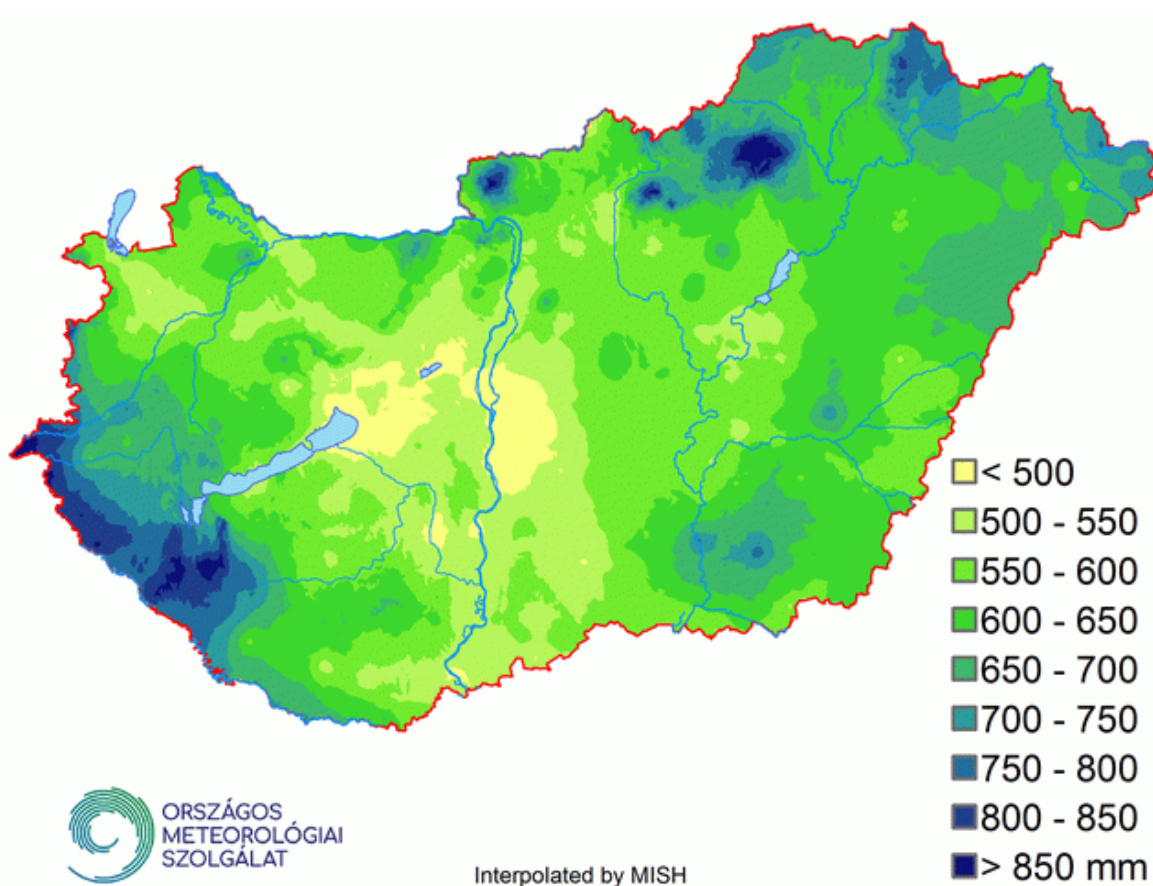 < 500
500 - 550
550 - 600
600 - 650
650 - 700
700 - 750
750 - 800
800 - 850
> 850 mm
ORSZÁGOS
METEOROLÓGIAI
SZOLGÁLAT
Interpolated by MISH